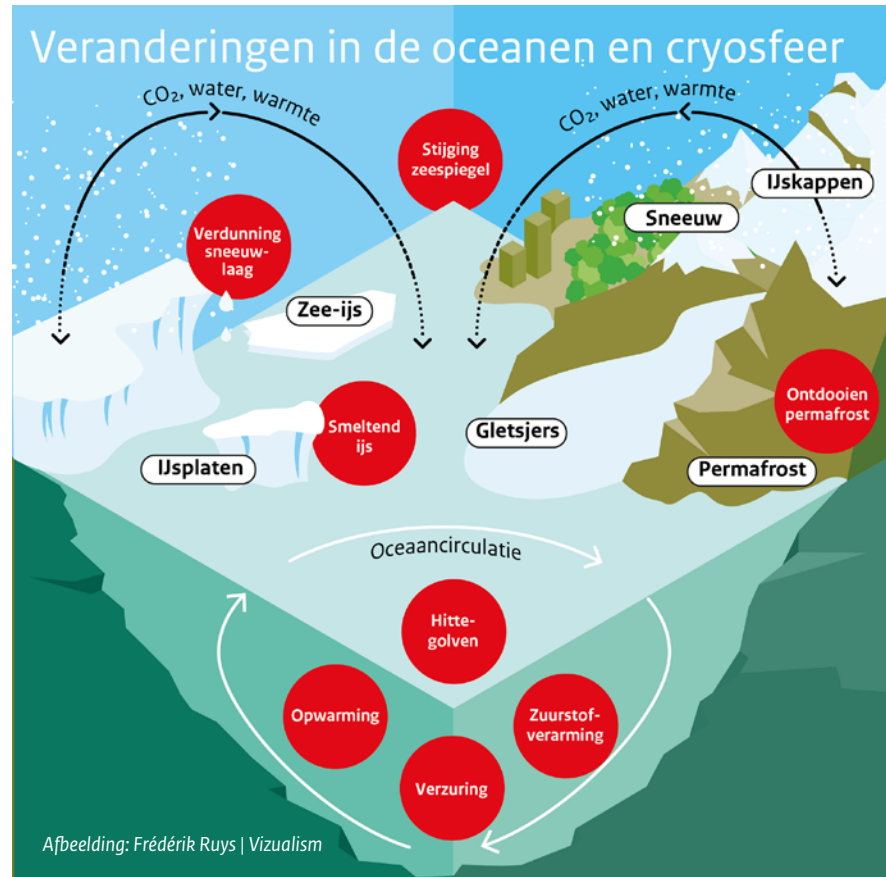 Veranderingen in de oceanen en cryosfeer
CO₂, water, warmte
CO₂, water, warmte
Stijging
zeespiegel
IJskappen
Sneeuw
Verdunning
sneeuw-
laag
Zee-ijs
Ontdooien
permafrost
Smeltend
ijs
Gletsjers
IJsplaten
Permafrost
Oceaancirculatie
Hitte-
golven
Opwarming
Zuurstof-
verarming
Verzuring
Afbeelding: Frédérik Ruys | Vizualism